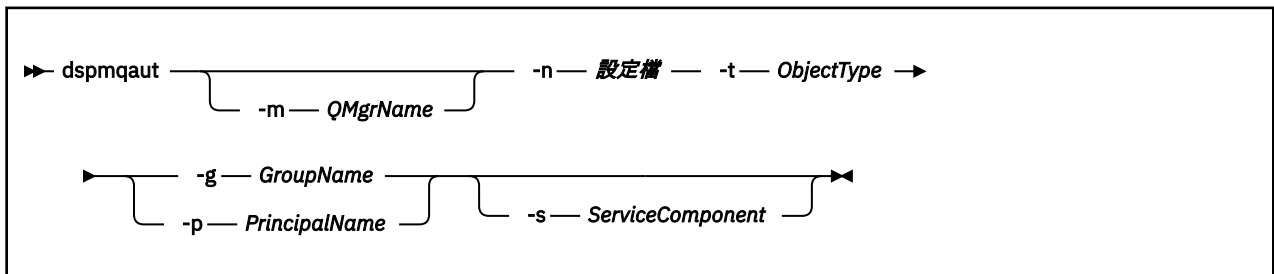 dspmqaut -n 設定檔 -t ObjectType
-m QMgrName
-g GroupName
-p PrincipalName
-s ServiceComponent